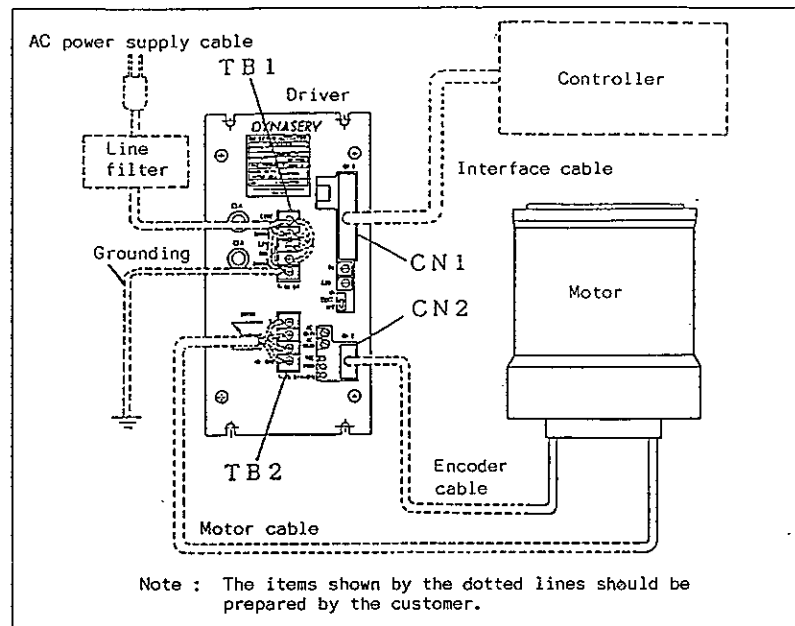 AC power supply cable
TB1
Driver
Controller
DYNASERV
Line
filter
Interface cable
Grounding
CN1
Motor
CN2
TB2
Encoder
cable
Motor cable
Note : The items shown by the dotted lines should be
prepared by the customer.